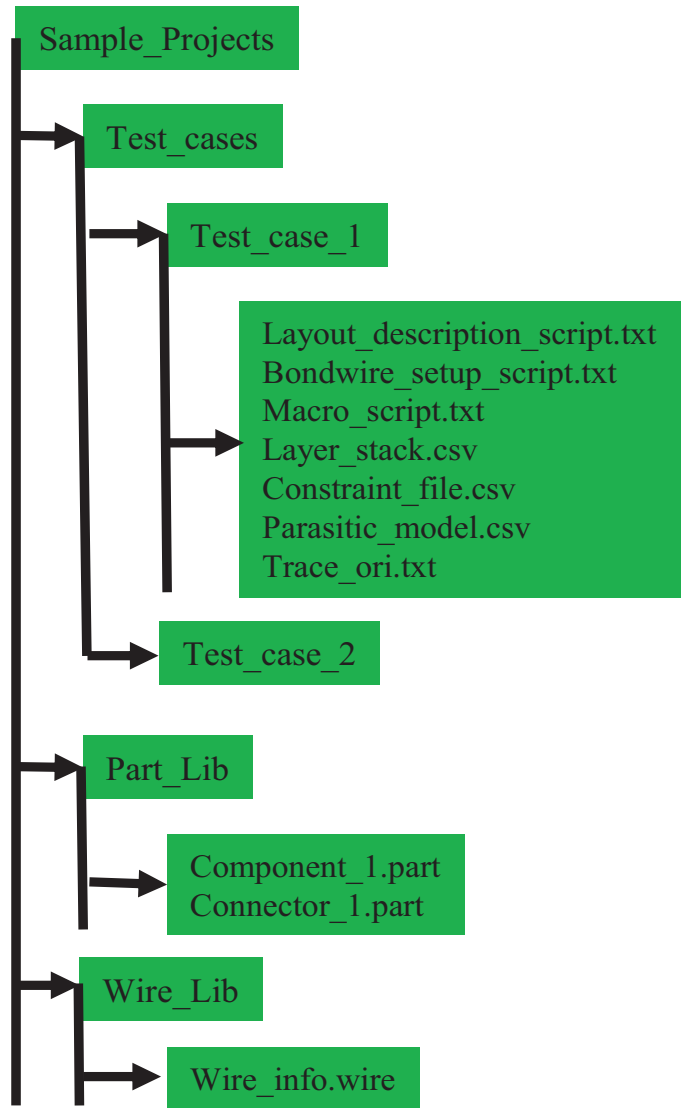 Sample_Projects
Test_cases
Test_case_1
Layout_description_script.txt
Bondwire_setup_script.txt
Macro_script.txt
Layer_stack.csv
Constraint_file.csv
Parasitic_model.csv
Trace_ori.txt
Test_case_2
Part_Lib
Component_1.part
Connector_1.part
Wire_Lib
Wire_info.wire